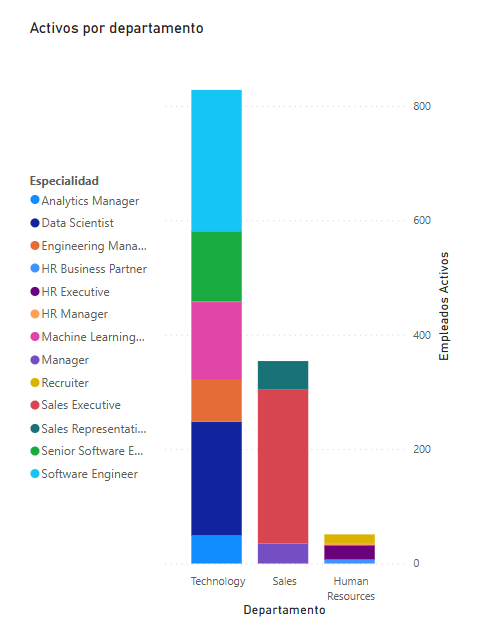 Activos por departamento
Especialidad
Analytics Manager
Data Scientist
Engineering Mana...
HR Business Partner
HR Executive
HR Manager
Machine Learning...
Manager
Recruiter
Sales Executive
Sales Representati...
Senior Software E...
Software Engineer
800
600
400
200
0
Empleados Activos
Technology
Sales
Human
Resources
Departamento